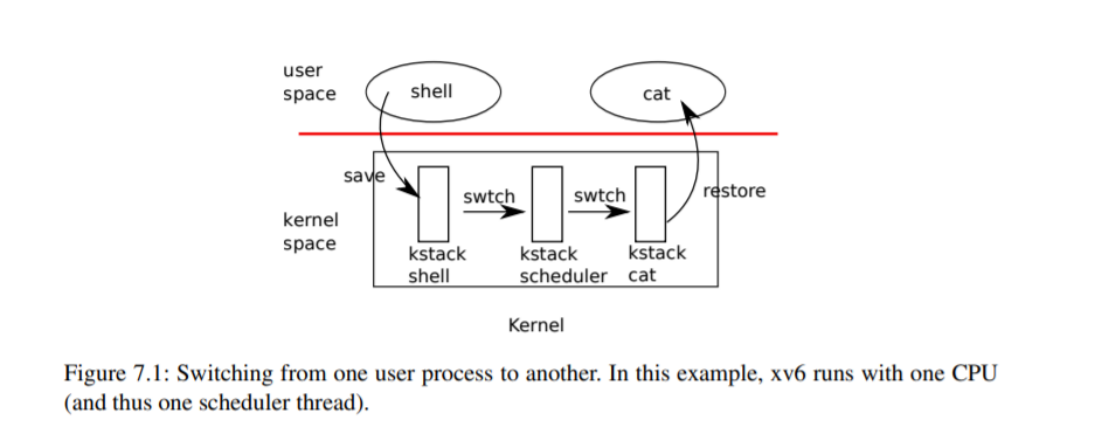 user
space
shell
cat
save
swtch
swtch
restore
kernel
space
kstack
shell
kstack
scheduler
kstack
cat
Kernel
Figure 7.1: Switching from one user process to another. In this example, xv6 runs with one CPU
(and thus one scheduler thread).